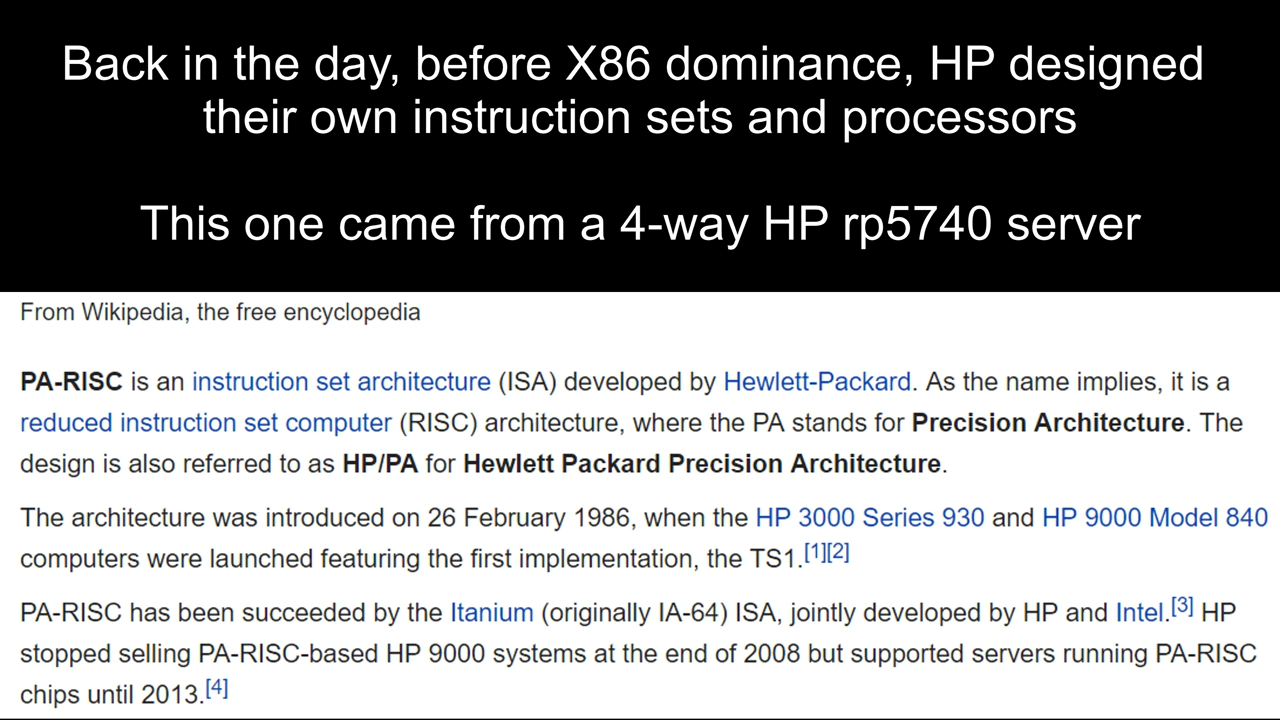 Back in the day, before X86 dominance, HP designed
their own instruction sets and processors
This one came from a 4-way HP rp5740 server
From Wikipedia, the free encyclopedia
PA-RISC is an instruction set architecture (ISA) developed by Hewlett-Packard. As the name implies, it is a
reduced instruction set computer (RISC) architecture, where the PA stands for Precision Architecture. The
design is also referred to as HP/PA for Hewlett Packard Precision Architecture.
The architecture was introduced on 26 February 1986, when the HP 3000 Series 930 and HP 9000 Model 840
computers were launched featuring the first implementation, the TS1.[1][2]
PA-RISC has been succeeded by the Itanium (originally IA-64) ISA, jointly developed by HP and Intel.[3] HP
stopped selling PA-RISC-based HP 9000 systems at the end of 2008 but supported servers running PA-RISC
chips until 2013.[4]